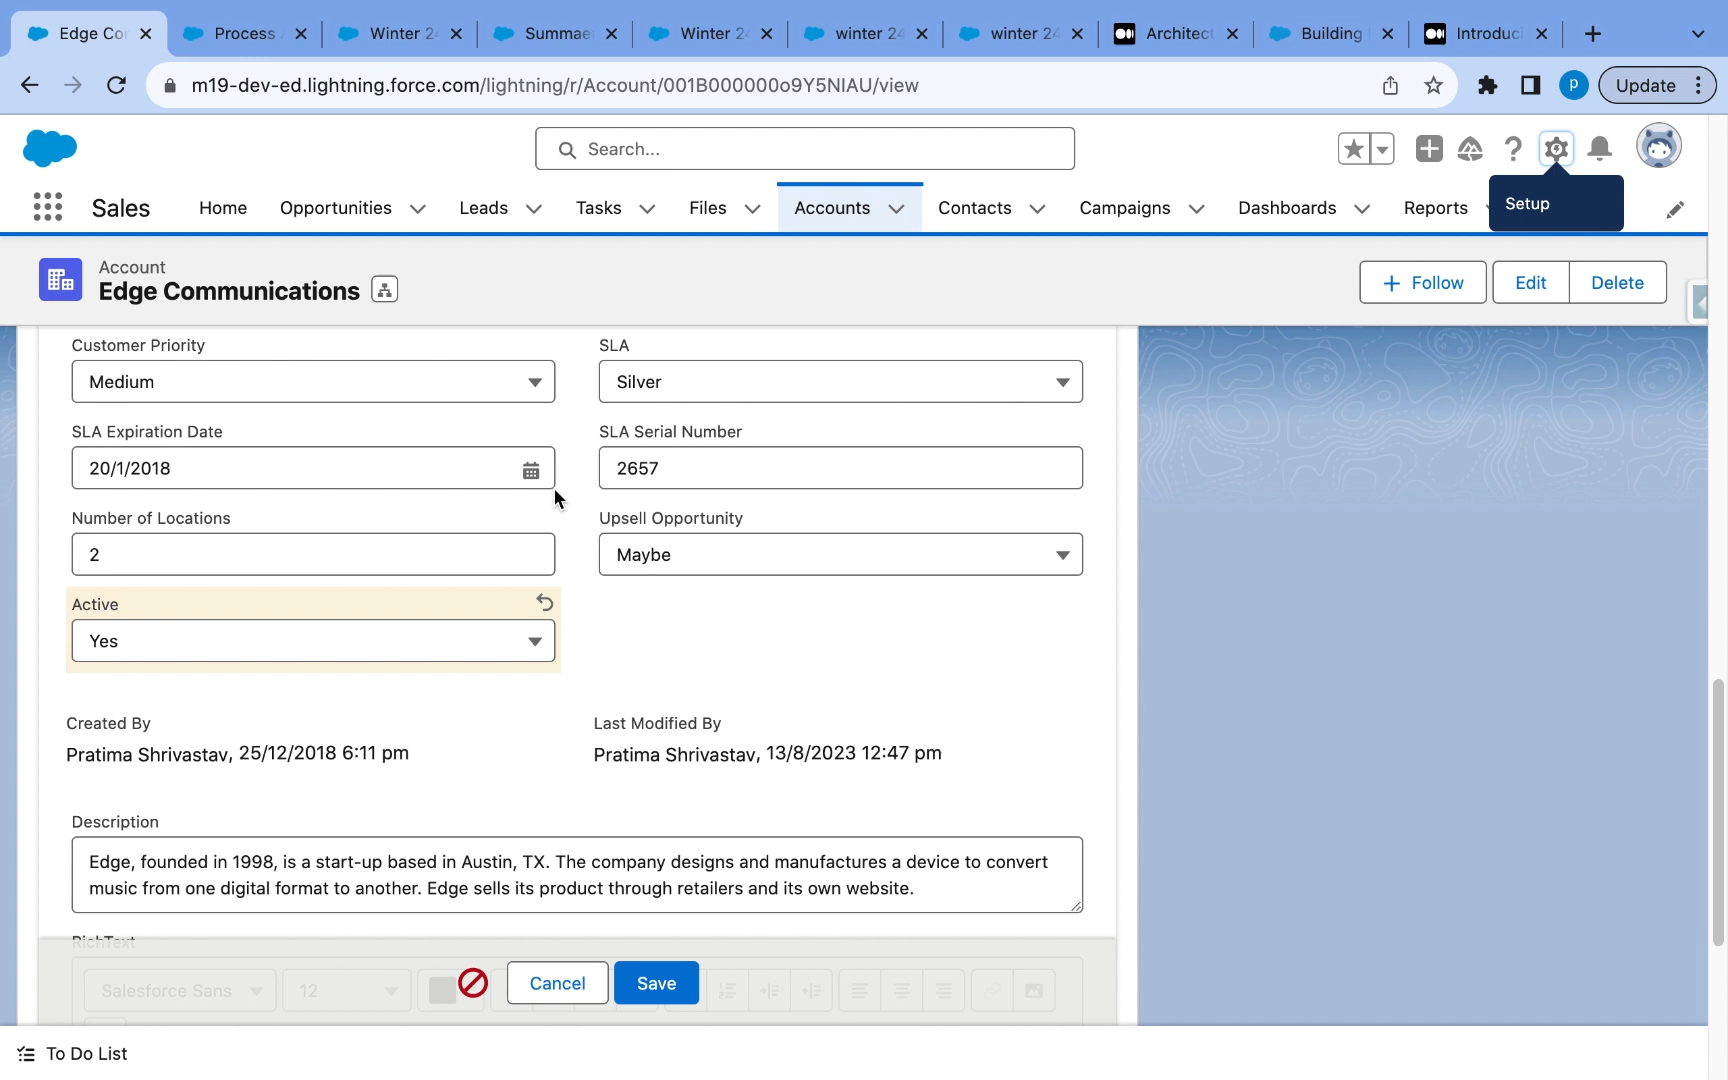 Edge Co
Process
Winter 2
Summae
Winter 2
winter 24
winter 24
Architect
Building
Introduc
m19-dev-ed.lightning.force.com/lightning/r/Account/001B000000o9Y5NIAU/view
p
Update
Search...
Sales
Home
Opportunities
Leads
Tasks
Files
Accounts
Contacts
Campaigns
Dashboards
Reports
Setup
Account
Edge Communications
Follow
Edit
Delete
Customer Priority
SLA
Medium
Silver
SLA Expiration Date
SLA Serial Number
20/1/2018
2657
Number of Locations
Upsell Opportunity
2
Maybe
Active
Yes
Created By
Last Modified By
Pratima Shrivastav, 25/12/2018 6:11 pm
Pratima Shrivastav, 13/8/2023 12:47 pm
Description
Edge, founded in 1998, is a start-up based in Austin, TX. The company designs and manufactures a device to convert
music from one digital format to another. Edge sells its product through retailers and its own website.
RichText
Salesforce Sans
12
Cancel
Save
To Do List